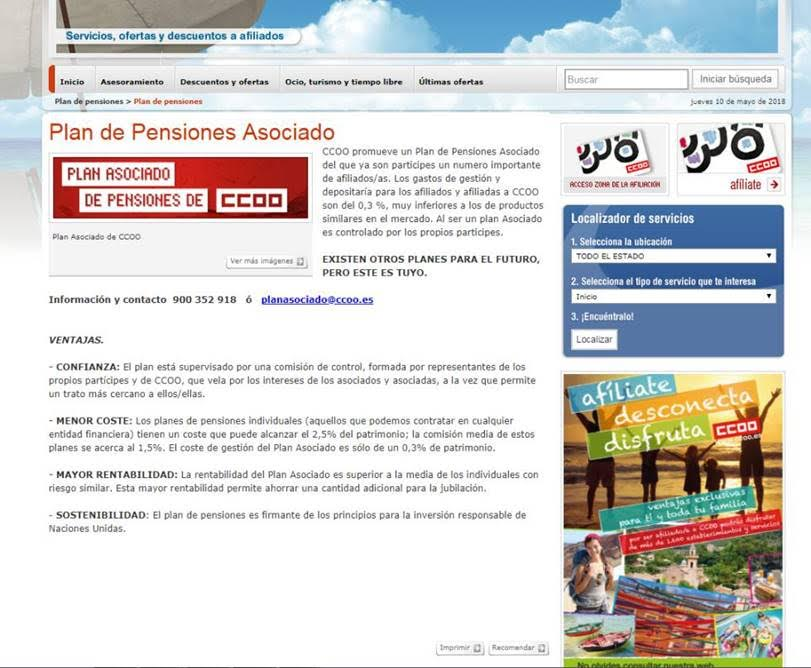 Servicios, ofertas y descuentos a afiliados
Inicio
Asesoramiento
Descuentos y ofertas
Ocio, turismo y tiempo libre
Últimas ofertas
Buscar
Iniciar búsqueda
Plan de pensiones > Plan de pensiones
jueves 10 de mayo de 2018
Plan de Pensiones Asociado
PLAN ASOCIADO
DE PENSIONES DE CCOO
Plan Asociado de CCOO
Ver más imágenes
CCOO promueve un Plan de Pensiones Asociado
del que ya son partícipes un numero importante
de afiliados/as. Los gastos de gestión y
depositaría para los afiliados y afiliadas a CCOO
son del 0,3 %, muy inferiores a los de productos
similares en el mercado. Al ser un plan Asociado
es controlado por los propios partícipes.
EXISTEN OTROS PLANES PARA EL FUTURO,
PERO ESTE ES TUYO.
Información y contacto 900 352 918 ó planasociado@ccoo.es
VENTAJAS.
- CONFIANZA: El plan está supervisado por una comisión de control, formada por representantes de los
propios partícipes y de CCOO, que vela por los intereses de los asociados y asociadas, a la vez que permite
un trato más cercano a ellos/ellas.
- MENOR COSTE: Los planes de pensiones individuales (aquellos que podemos contratar en cualquier
entidad financiera) tienen un coste que puede alcanzar el 2,5% del patrimonio; la comisión media de estos
planes se acerca al 1,5%. El coste de gestión del Plan Asociado es sólo de un 0,3% de patrimonio.
- MAYOR RENTABILIDAD: La rentabilidad del Plan Asociado es superior a la media de los individuales con
riesgo similar. Esta mayor rentabilidad permite ahorrar una cantidad adicional para la jubilación.
- SOSTENIBILIDAD: El plan de pensiones es firmante de los principios para la inversión responsable de
Naciones Unidas.
Imprimir
Recomendar
CCOO
ACCESO ZONA DE LA AFILIACIÓN
CCOO
afíliate
Localizador de servicios
1. Selecciona la ubicación
TODO EL ESTADO
2. Selecciona el tipo de servicio que te interesa
Inicio
3. ¡Encuéntralo!
Localizar
afíliate
desconecta
disfruta CCOO
www.ccoo.es
ventajas exclusivas
para ti y toda tu familia
por ser afiliado/a a CCOO podrás disfrutar
de más de 1.600 establecimientos y servicios
No olvides consultar nuestra web